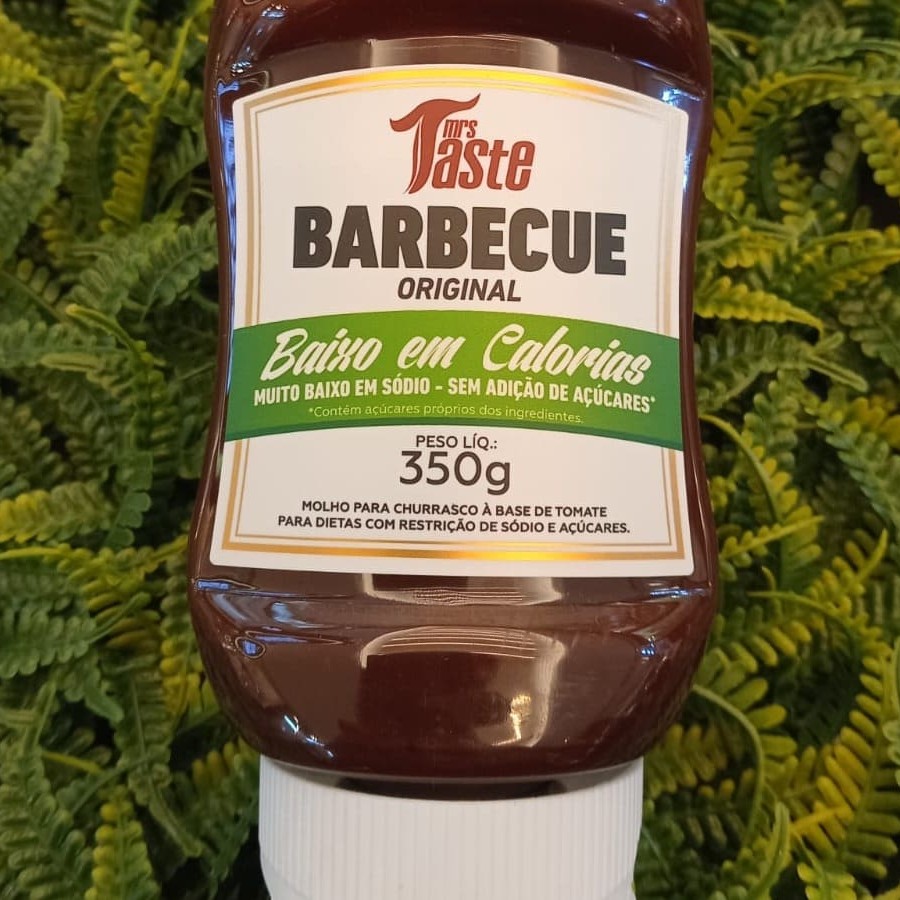 mrs
Taste
BARBECUE
ORIGINAL
Baixo em Calorias
MUITO BAIXO EM SÓDIO - SEM ADIÇÃO DE AÇÚCARES*
*Contém açúcares próprios dos ingredientes.
PESO LÍQ.:
350g
MOLHO PARA CHURRASCO À BASE DE TOMATE
PARA DIETAS COM RESTRIÇÃO DE SÓDIO E AÇÚCARES.